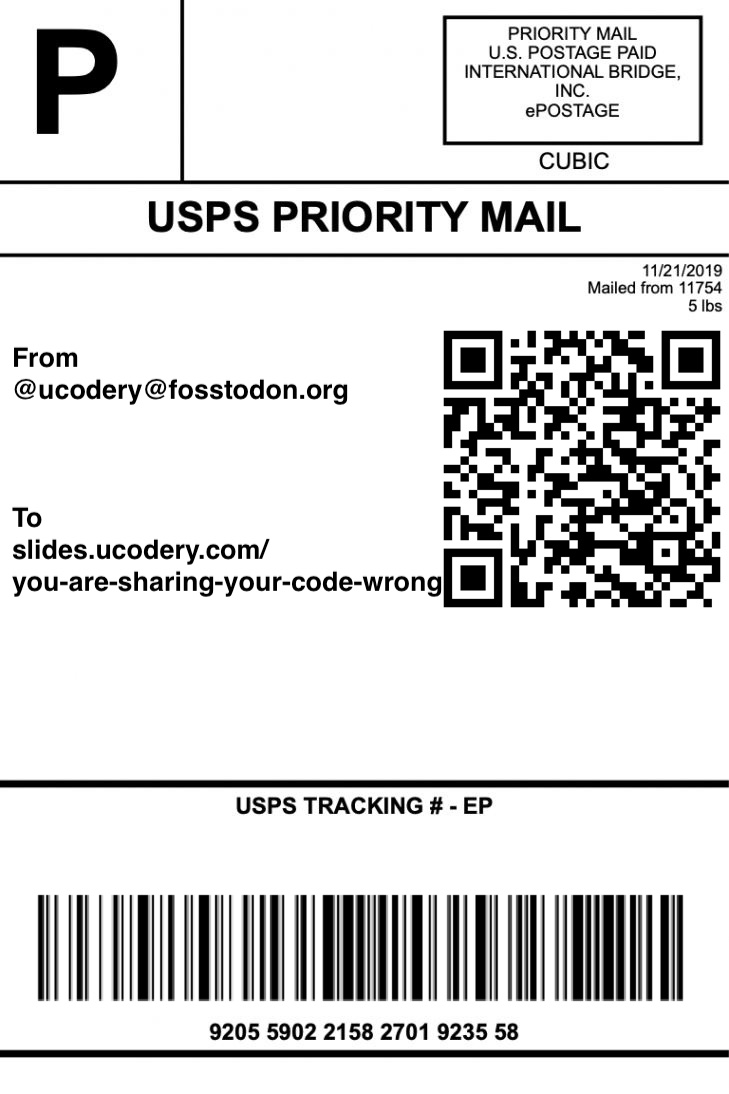 P
PRIORITY MAIL
U.S. POSTAGE PAID
INTERNATIONAL BRIDGE,
INC.
ePOSTAGE
CUBIC
USPS PRIORITY MAIL
11/21/2019
Mailed from 11754
5 lbs
From
@ucodery@fosstodon.org
To
slides.ucodery.com/
you-are-sharing-your-code-wrong
USPS TRACKING # - EP
9205 5902 2158 2701 9235 58